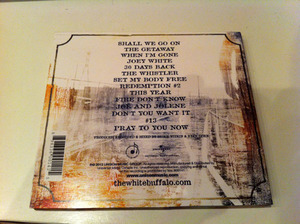 SHALL WE GO ON
THE GETAWAY
WHEN I'M GONE
JOEY WHITE
30 DAYS BACK
THE WHISTLER
SET MY BODY FREE
REDEMPTION #2
THIS YEAR
FIRE DON'T KNOW
JOE AND JOLENE
DON'T YOU WANT IT
#13
PRAY TO YOU NOW
thewhitebuffalo.com